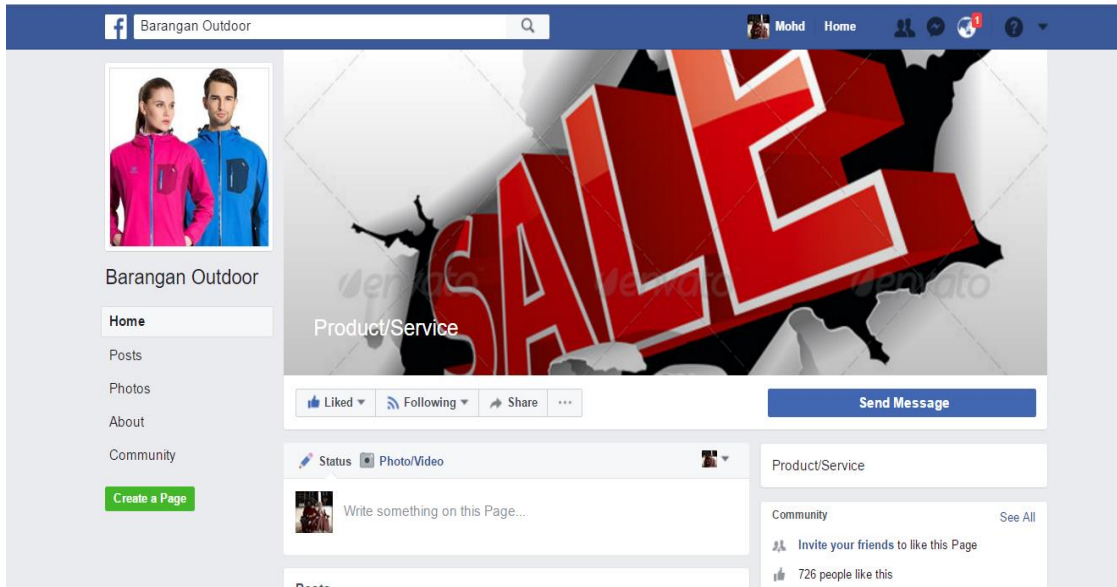 f Barangan Outdoor
Mohd Home
1
?
SALE
envato envato envato
Product/Service
Barangan Outdoor
Home
Posts
Photos
About
Community
Create a Page
Liked Following Share ...
Send Message
Status Photo/Video
Write something on this Page...
Product/Service
Community See All
Invite your friends to like this Page
726 people like this